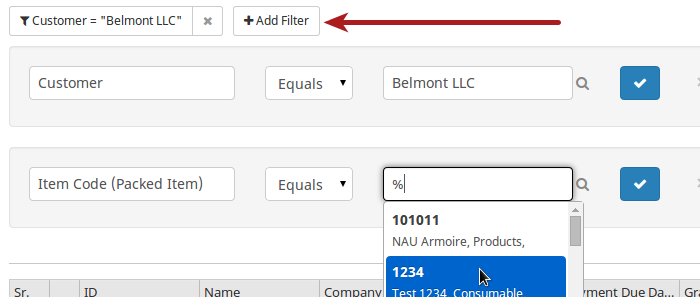 Customer = "Belmont LLC" ✖ + Add Filter
Customer Equals Belmont LLC
Item Code (Packed Item) Equals %
101011
NAU Armoire, Products,
1234
Test 1234, Consumable
Sr. ID Name Company yment Due Da... Gr